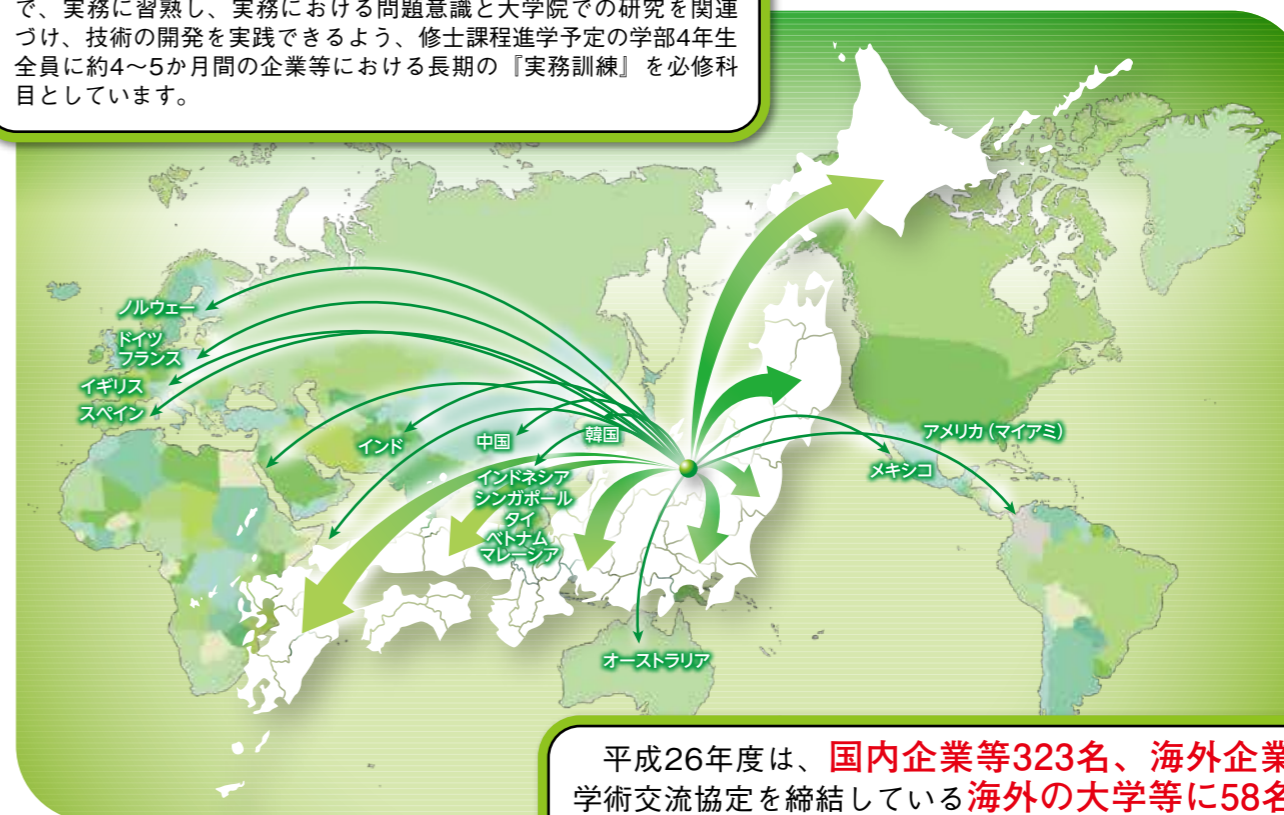 で、実務に習熟し、実務における問題意識と大学院での研究を関連
づけ、技術の開発を実践できるよう、修士課程進学予定の学部4年生
全員に約4〜5か月間の企業等における長期の『実務訓練』を必修科
目としています。
ノルウェー
ドイツ
フランス
イギリス
スペイン
インド
中国
韓国
インドネシア
シンガポール
タイ
ベトナム
マレーシア
アメリカ（マイアミ）
メキシコ
オーストラリア
平成26年度は、国内企業等323名、海外企業
学術交流協定を締結している海外の大学等に58名